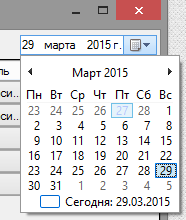 29 марта 2015 г.
ль
Март 2015
Пн Вт Ср Чт Пт Сб Вс
23 24 25 26 27 28 1
2 3 4 5 6 7 8
9 10 11 12 13 14 15
16 17 18 19 20 21 22
23 24 25 26 27 28 29
30 31 1 2 3 4 5
Сегодня: 29.03.2015
си...
си...